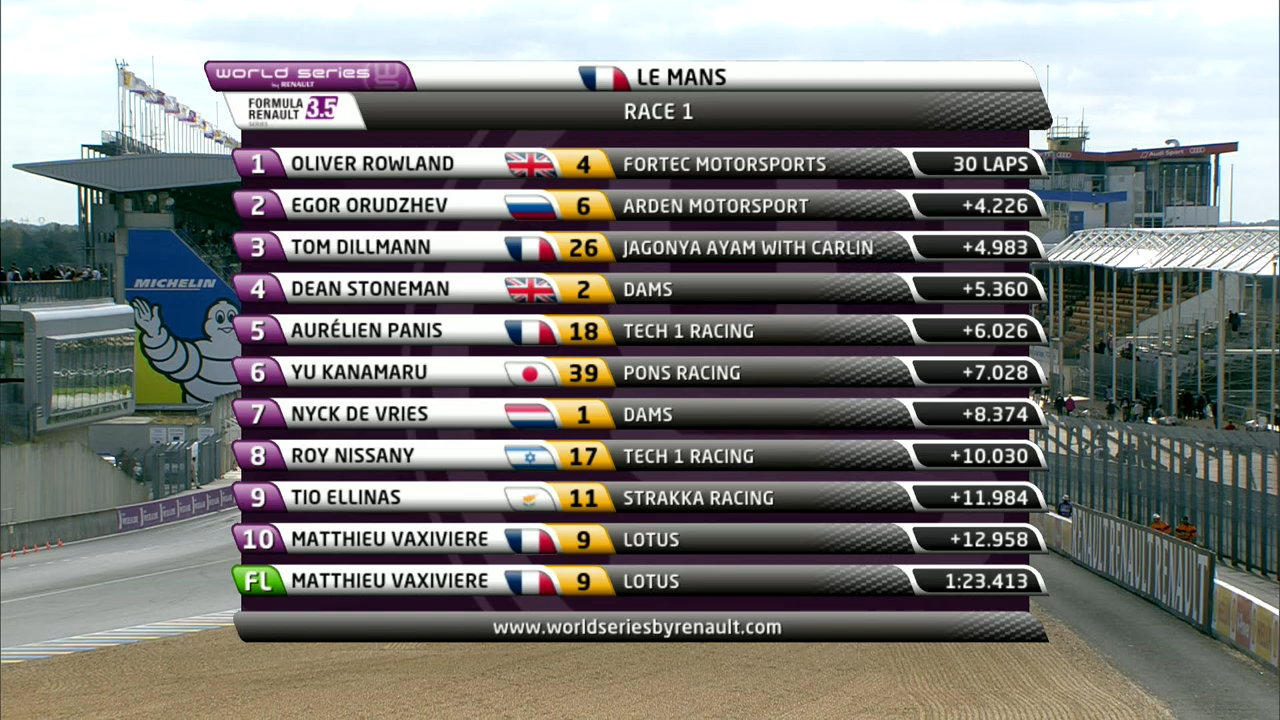 world series
by RENAULT
LE MANS
FORMULA
RENAULT 3.5
SERIES
RACE 1
1 OLIVER ROWLAND 4 FORTEC MOTORSPORTS 30 LAPS
2 EGOR ORUDZHEV 6 ARDEN MOTORSPORT +4.226
3 TOM DILLMANN 26 JAGONYA AYAM WITH CARLIN +4.983
4 DEAN STONEMAN 2 DAMS +5.360
5 AURÉLIEN PANIS 18 TECH 1 RACING +6.026
6 YU KANAMARU 39 PONS RACING +7.028
7 NYCK DE VRIES 1 DAMS +8.374
8 ROY NISSANY 17 TECH 1 RACING +10.030
9 TIO ELLINAS 11 STRAKKA RACING +11.984
10 MATTHIEU VAXIVIERE 9 LOTUS +12.958
FL MATTHIEU VAXIVIERE 9 LOTUS 1:23.413
www.worldseriesbyrenault.com
MICHELIN
Audi Sport
RENAULT RENAULT